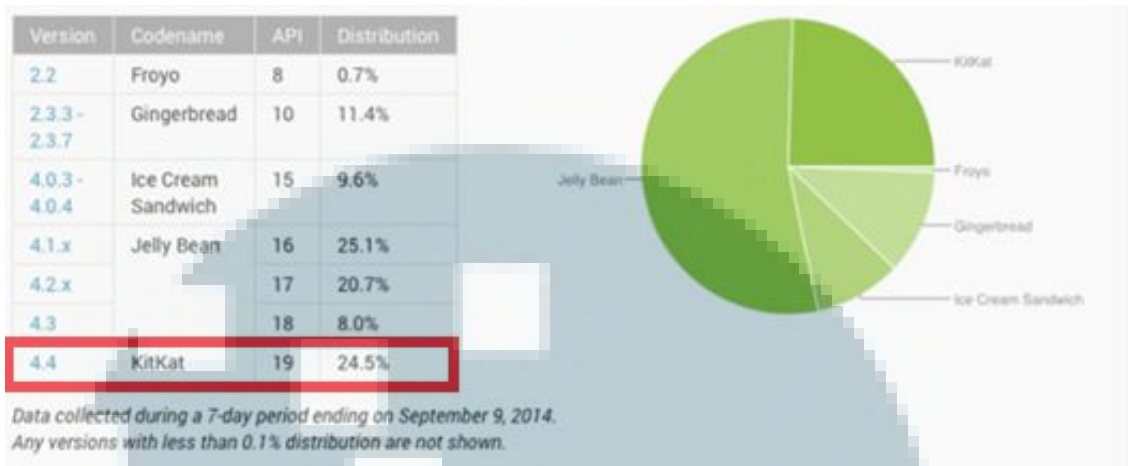 Version Codename API Distribution
2.2 Froyo 8 0.7%
2.3.3 - Gingerbread 10 11.4%
2.3.7
4.0.3 - Ice Cream 15 9.6%
4.0.4 Sandwich
4.1.x Jelly Bean 16 25.1%
4.2.x 17 20.7%
4.3 18 8.0%
4.4 KitKat 19 24.5%
Data collected during a 7-day period ending on September 9, 2014.
Any versions with less than 0.1% distribution are not shown.
KitKat
Froyo
Jelly Bean
Gingerbread
Ice Cream Sandwich